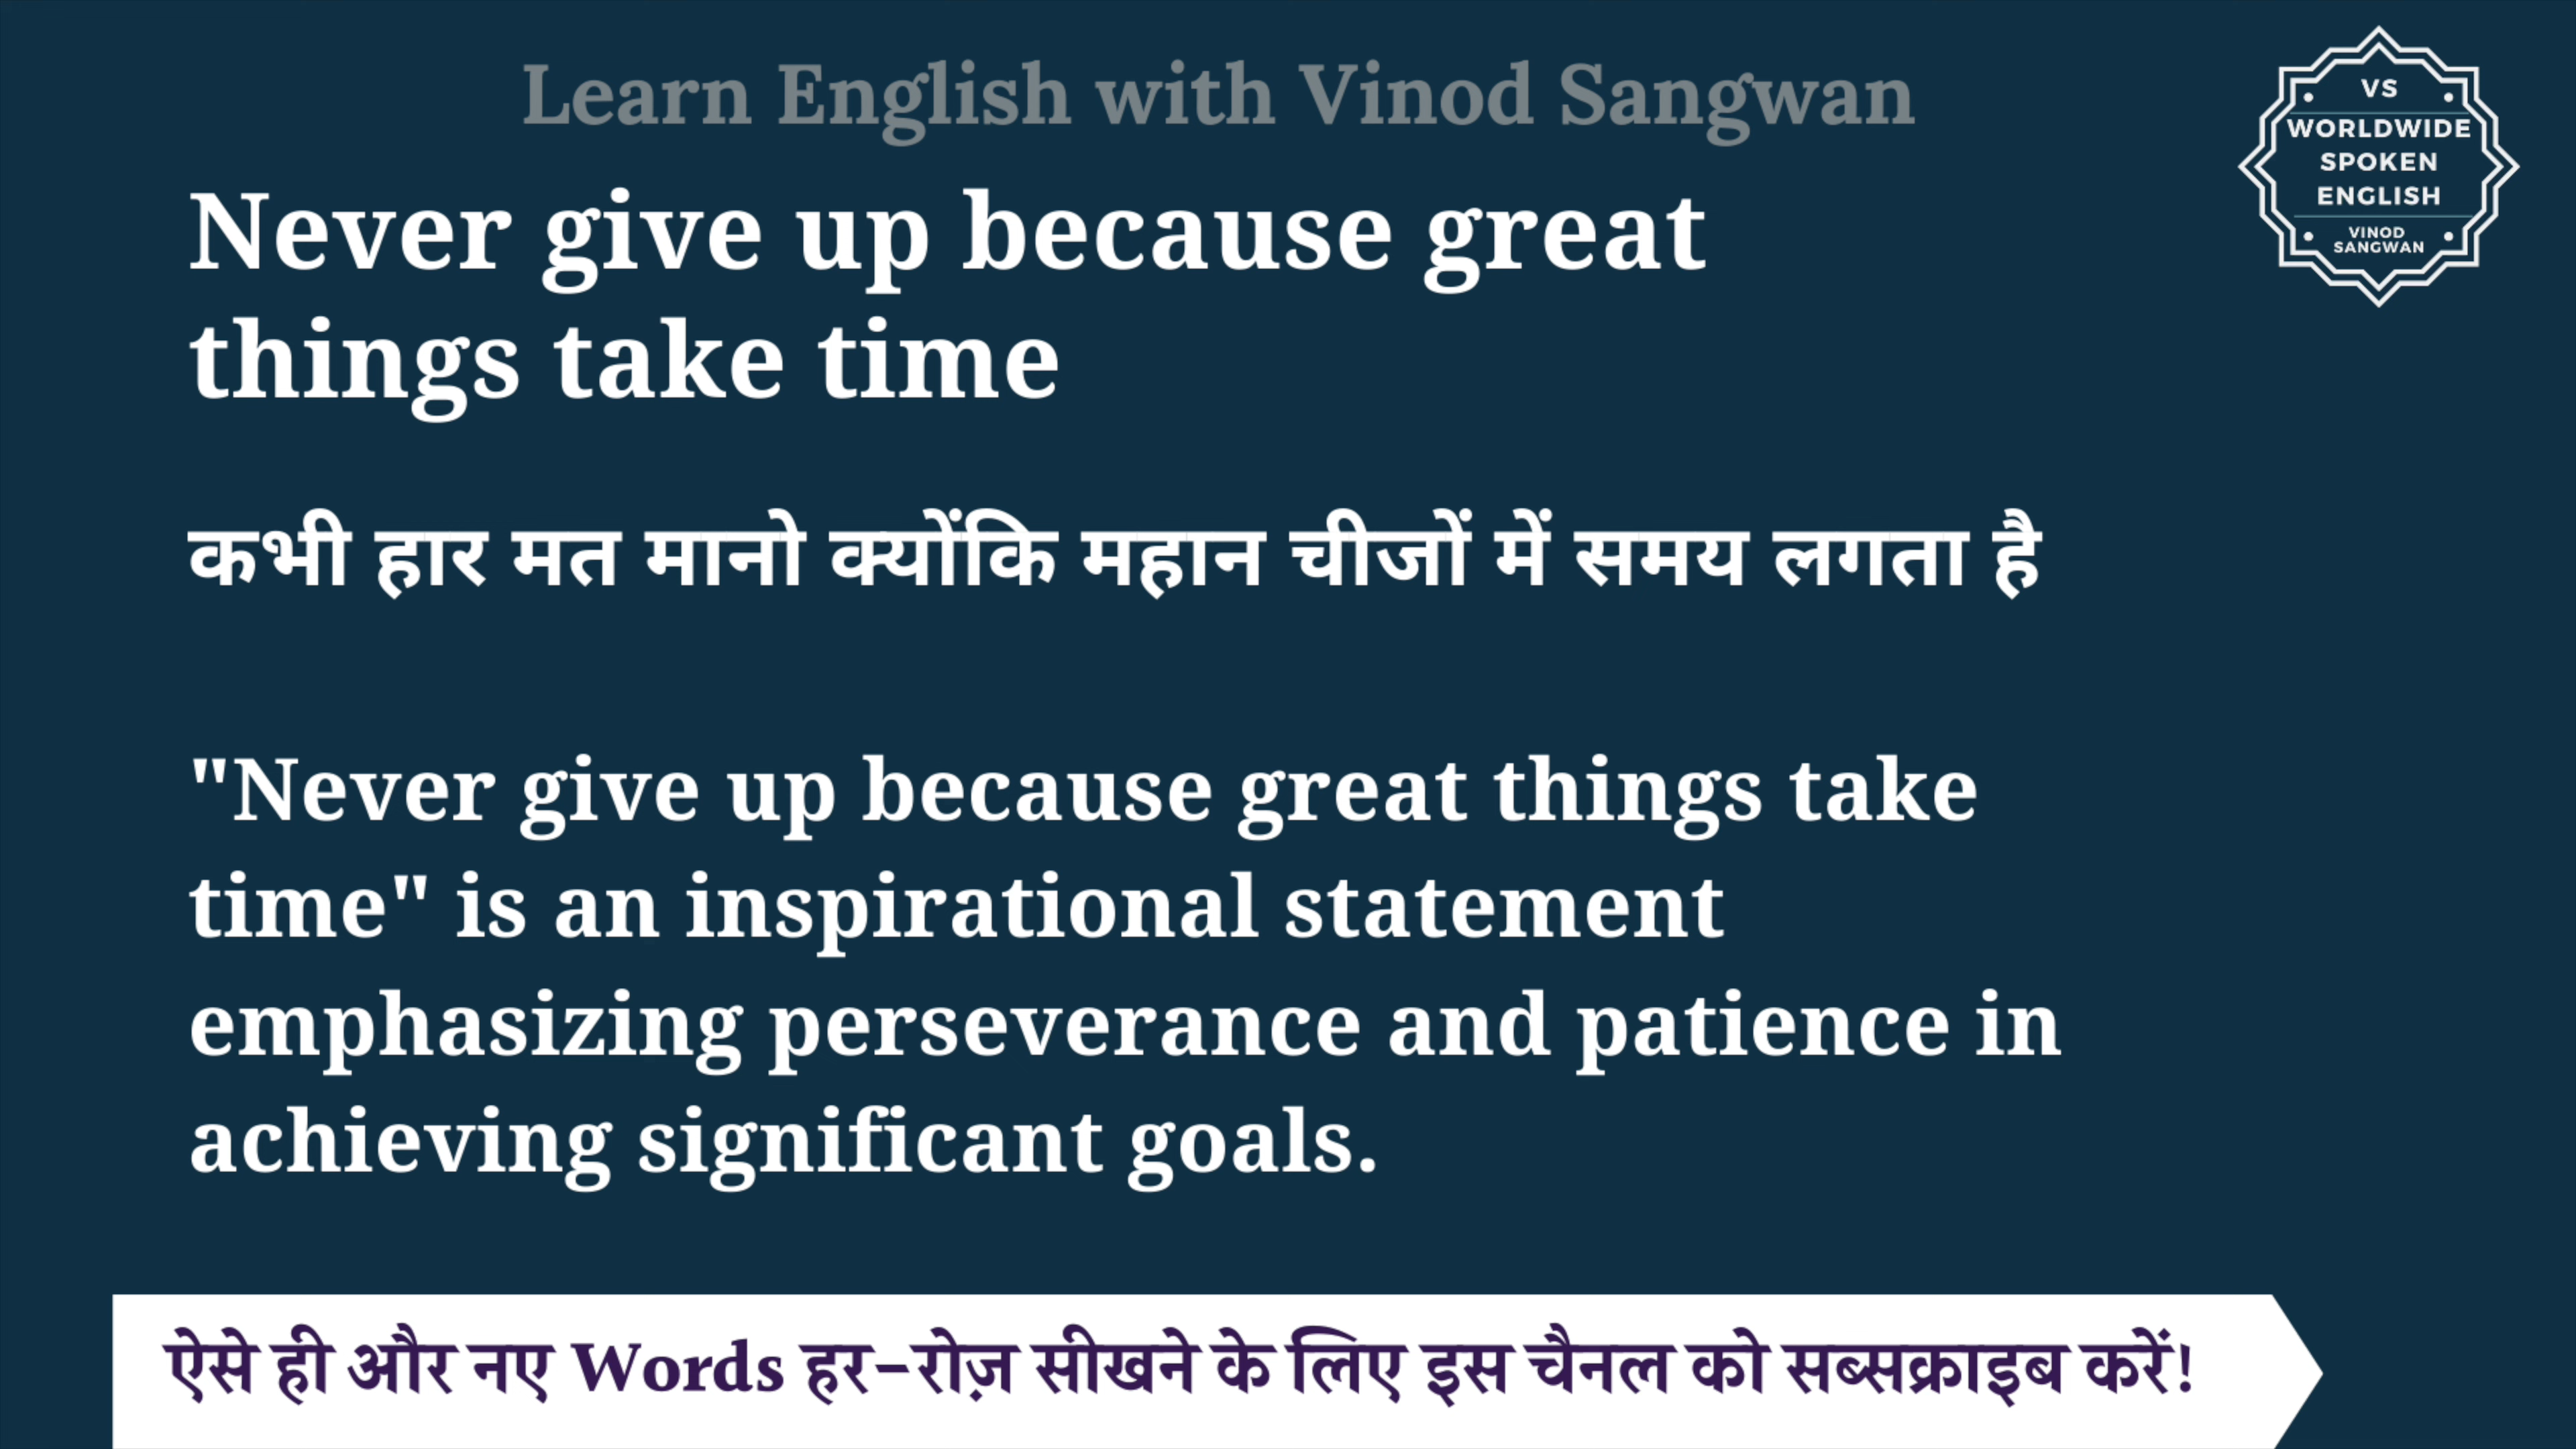 Learn English with Vinod Sangwan
VS
WORLDWIDE
SPOKEN
ENGLISH
VINOD
SANGWAN
Never give up because great
things take time
कभी हार मत मानो क्योंकि महान चीजों में समय लगता है
"Never give up because great things take
time" is an inspirational statement
emphasizing perseverance and patience in
achieving significant goals.
ऐसे ही और नए Words हर-रोज़ सीखने के लिए इस चैनल को सब्सक्राइब करें!